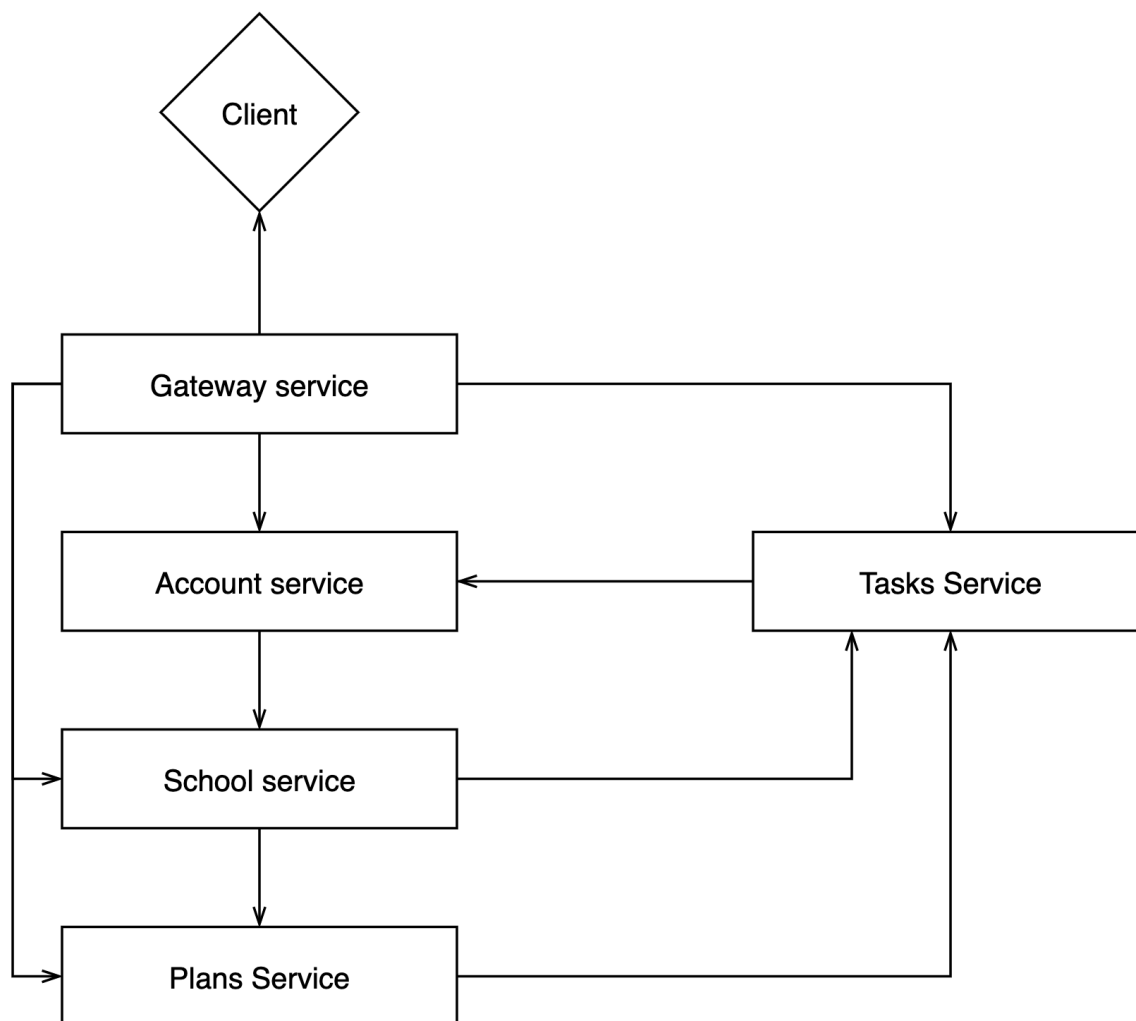 Client
Gateway service
Account service
Tasks Service
School service
Plans Service